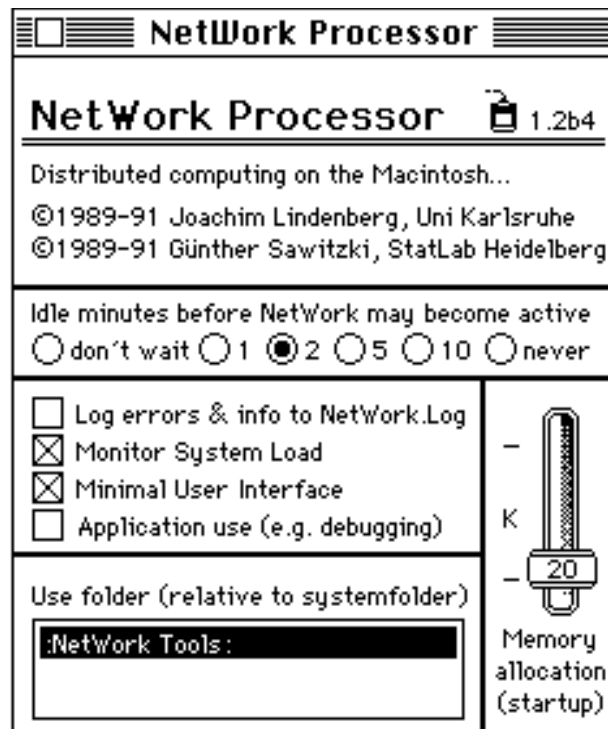 NetWork Processor
NetWork Processor 1.2b4
Distributed computing on the Macintosh...
©1989-91 Joachim Lindenberg, Uni Karlsruhe
©1989-91 Günther Sawitzki, StatLab Heidelberg
Idle minutes before NetWork may become active
don´t wait 1 2 5 10 never
Log errors & info to NetWork.Log
Monitor System Load
Minimal User Interface
Application use (e.g. debugging)
K
20
Memory
allocation
(startup)
Use folder (relative to systemfolder)
:NetWork Tools: